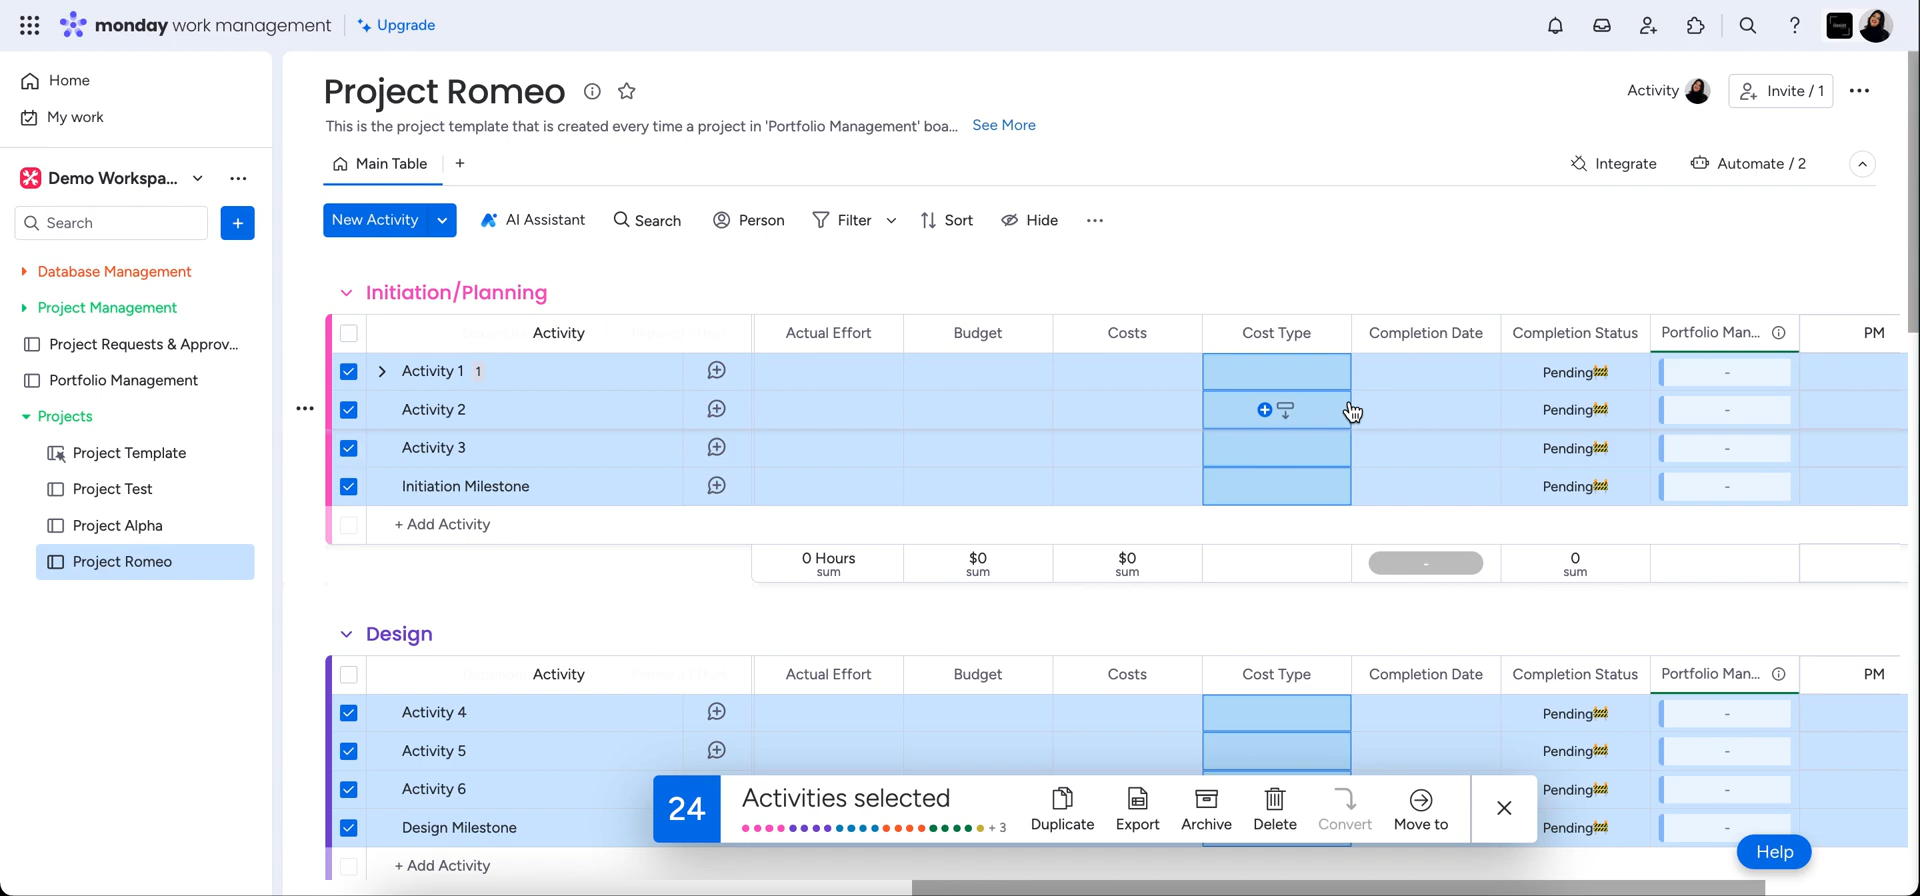 monday work management
Upgrade
Home
My work
Demo Workspa...
Search
Database Management
Project Management
Project Requests & Approv...
Portfolio Management
Projects
Project Template
Project Test
Project Alpha
Project Romeo
Project Romeo
This is the project template that is created every time a project in 'Portfolio Management' boa... See More
Activity
Invite / 1
Main Table
Integrate
Automate / 2
New Activity
AI Assistant
Search
Person
Filter
Sort
Hide
Initiation/Planning
Activity Actual Effort Budget Costs Cost Type Completion Date Completion Status Portfolio Man... PM
Activity 1 1 Pending🚧 -
Activity 2 Pending🚧 -
Activity 3 Pending🚧 -
Initiation Milestone Pending🚧 -
+ Add Activity
0 Hours $0 $0 - 0
sum sum sum sum
Design
Activity Actual Effort Budget Costs Cost Type Completion Date Completion Status Portfolio Man... PM
Activity 4 Pending🚧 -
Activity 5 Pending🚧 -
Activity 6 Pending🚧 -
Design Milestone Pending🚧 -
+ Add Activity
24 Activities selected
+ 3
Duplicate
Export
Archive
Delete
Convert
Move to
Help